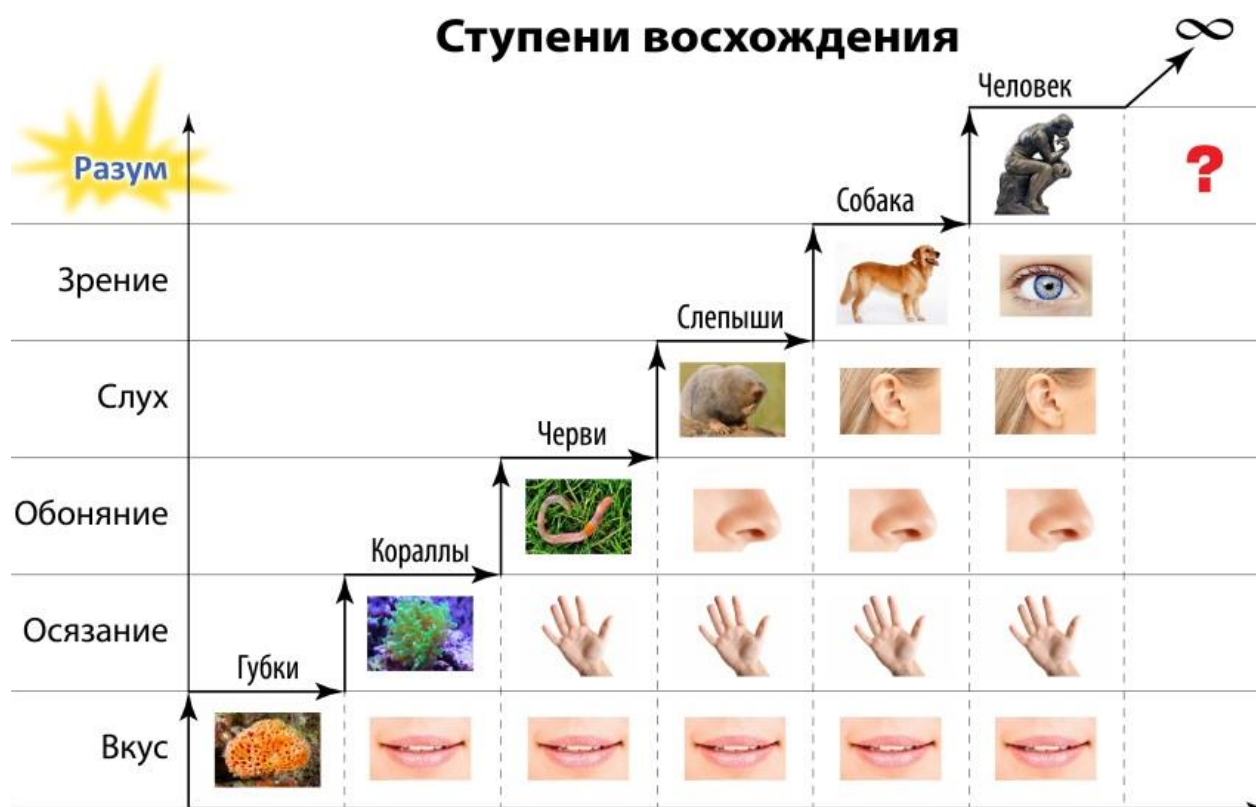 Ступени восхождения
∞
Человек
Разум
?
Собака
Зрение
Слепыши
Слух
Черви
Обоняние
Кораллы
Осязание
Губки
Вкус